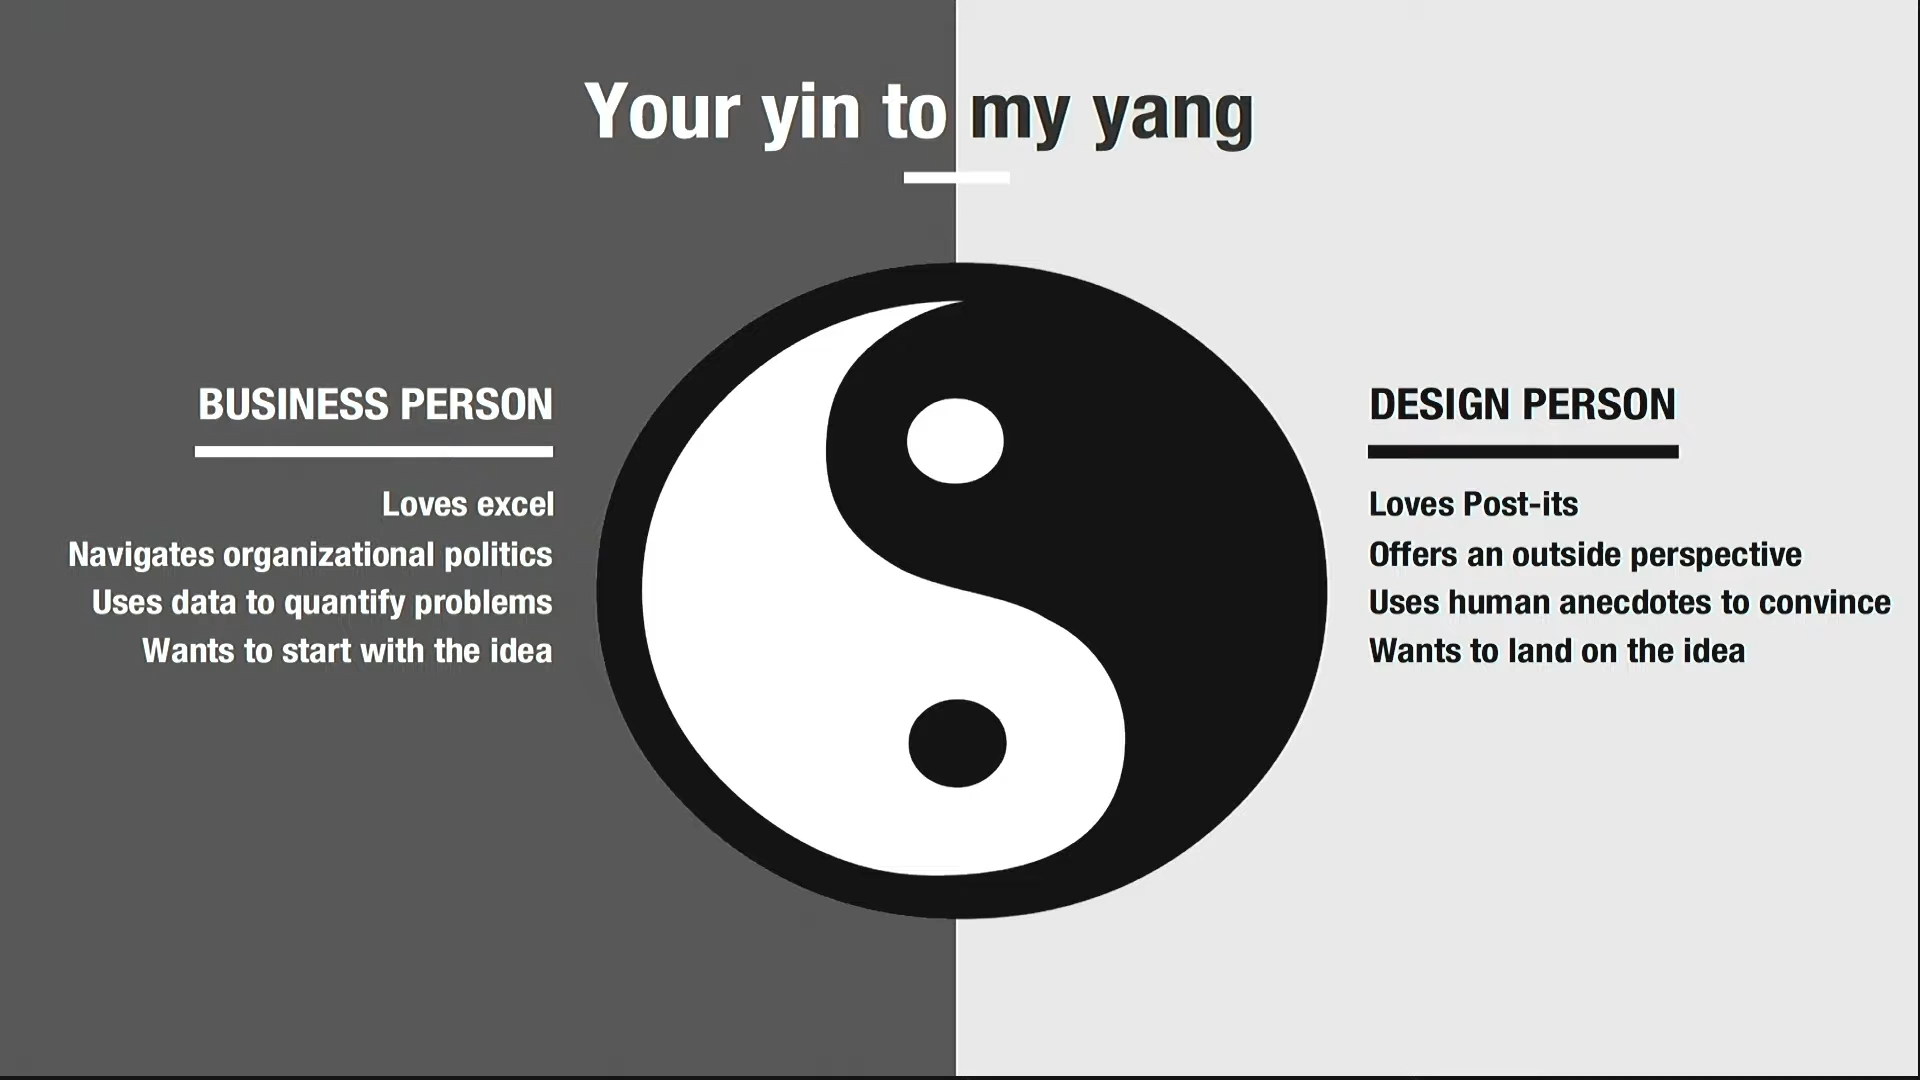 Your yin to my yang
BUSINESS PERSON
Loves excel
Navigates organizational politics
Uses data to quantify problems
Wants to start with the idea
DESIGN PERSON
Loves Post-its
Offers an outside perspective
Uses human anecdotes to convince
Wants to land on the idea